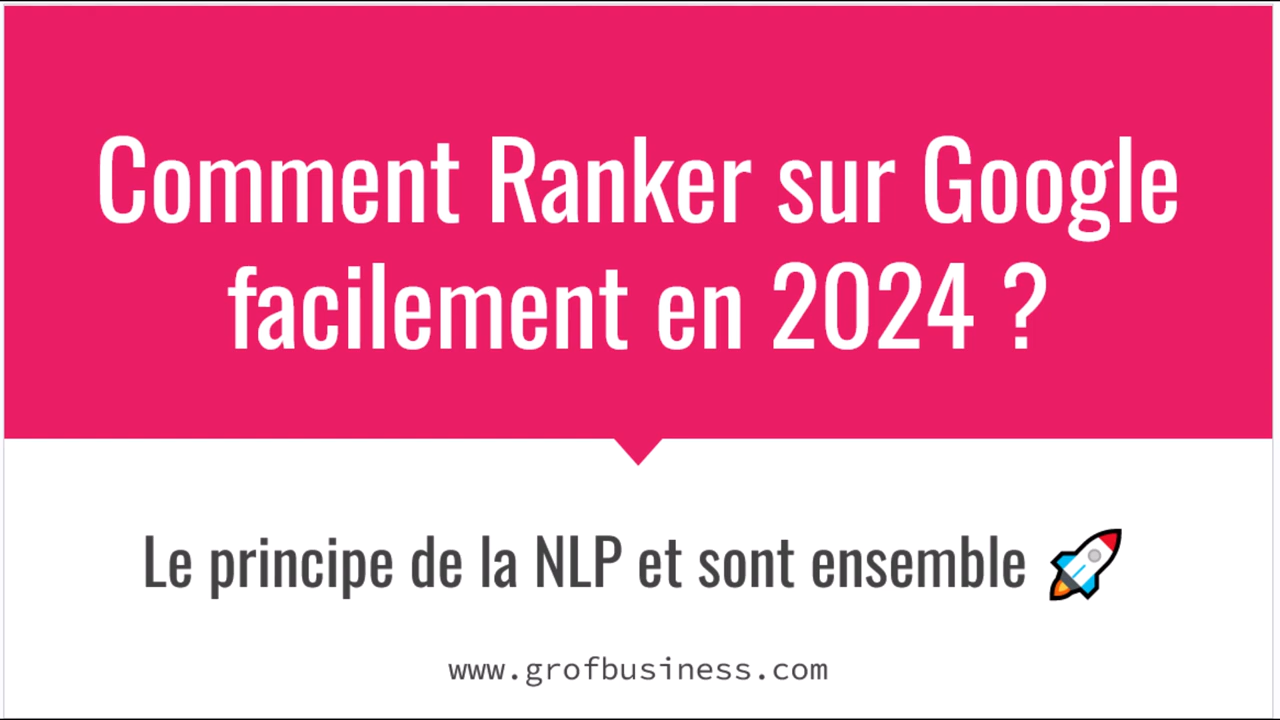 Comment Ranker sur Google
facilement en 2024 ?
Le principe de la NLP et sont ensemble 🚀
www.grofbusiness.com